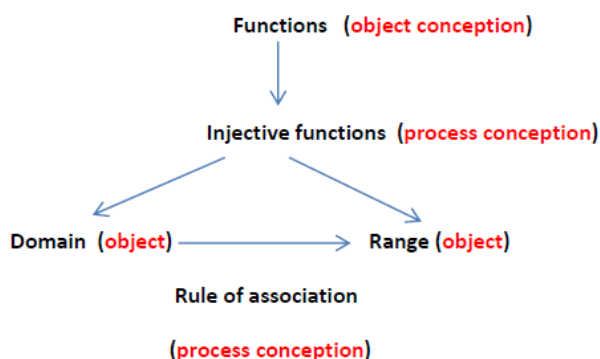 Functions (object conception)
Injective functions (process conception)
Domain (object) Range (object)
Rule of association
(process conception)